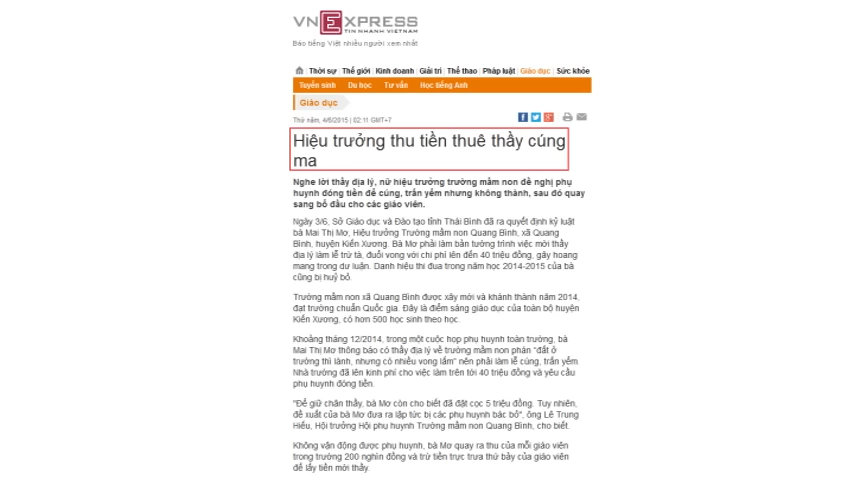 VNEXPRESS
TIN NHANH VIETNAM
Báo tiếng Việt nhiều người xem nhất
Thời sự Thế giới Kinh doanh Giải trí Thể thao Pháp luật Giáo dục Sức khỏe
Tuyển sinh Du học Tư vấn Học tiếng Anh
Giáo dục
Thứ năm, 4/6/2015 | 02:11 GMT+7
Hiệu trưởng thu tiền thuê thầy cúng
ma
Nghe lời thầy địa lý, nữ hiệu trưởng trường mầm non đề nghị phụ
huynh đóng tiền để cúng, trấn yểm nhưng không thành, sau đó quay
sang bổ đầu cho các giáo viên.
Ngày 3/6, Sở Giáo dục và Đào tạo tỉnh Thái Bình đã ra quyết định kỷ luật
bà Mai Thị Mơ, Hiệu trưởng Trường mầm non Quang Bình, xã Quang
Bình, huyện Kiến Xương. Bà Mơ phải làm bản tường trình việc mời thầy
địa lý làm lễ trừ tà, đuổi vong với chi phí lên đến 40 triệu đồng, gây hoang
mang trong dư luận. Danh hiệu thi đua trong năm học 2014-2015 của bà
cũng bị huỷ bỏ.
Trường mầm non xã Quang Bình được xây mới và khánh thành năm 2014,
đạt trường chuẩn Quốc gia. Đây là điểm sáng giáo dục của toàn bộ huyện
Kiến Xương, có hơn 500 học sinh theo học.
Khoảng tháng 12/2014, trong một cuộc họp phụ huynh toàn trường, bà
Mai Thị Mơ thông báo có thầy địa lý về trường mầm non phán "đất ở
trường thì lành, nhưng có nhiều vong lắm" nên phải làm lễ cúng, trấn yểm.
Nhà trường đã lên kinh phí cho việc làm trên tới 40 triệu đồng và yêu cầu
phụ huynh đóng tiền.
"Để giữ chân thầy, bà Mơ còn cho biết đã đặt cọc 5 triệu đồng. Tuy nhiên,
đề xuất của bà Mơ đưa ra lập tức bị các phụ huynh bác bỏ", ông Lê Trung
Hiếu, Hội trưởng Hội phụ huynh Trường mầm non Quang Bình, cho biết.
Không vận động được phụ huynh, bà Mơ quay ra thu của mỗi giáo viên
trong trường 200 nghìn đồng và trừ tiền trực trưa thứ bảy của giáo viên
để lấy tiền mời thầy.